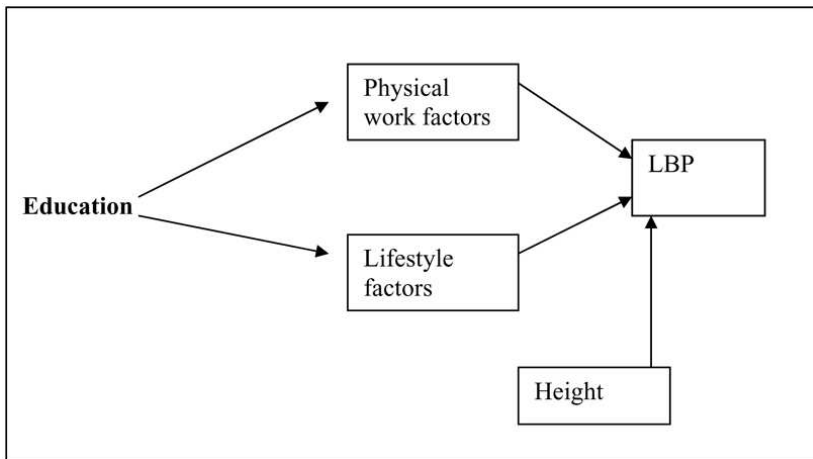 Physical
work factors
LBP
Education
Lifestyle
factors
Height